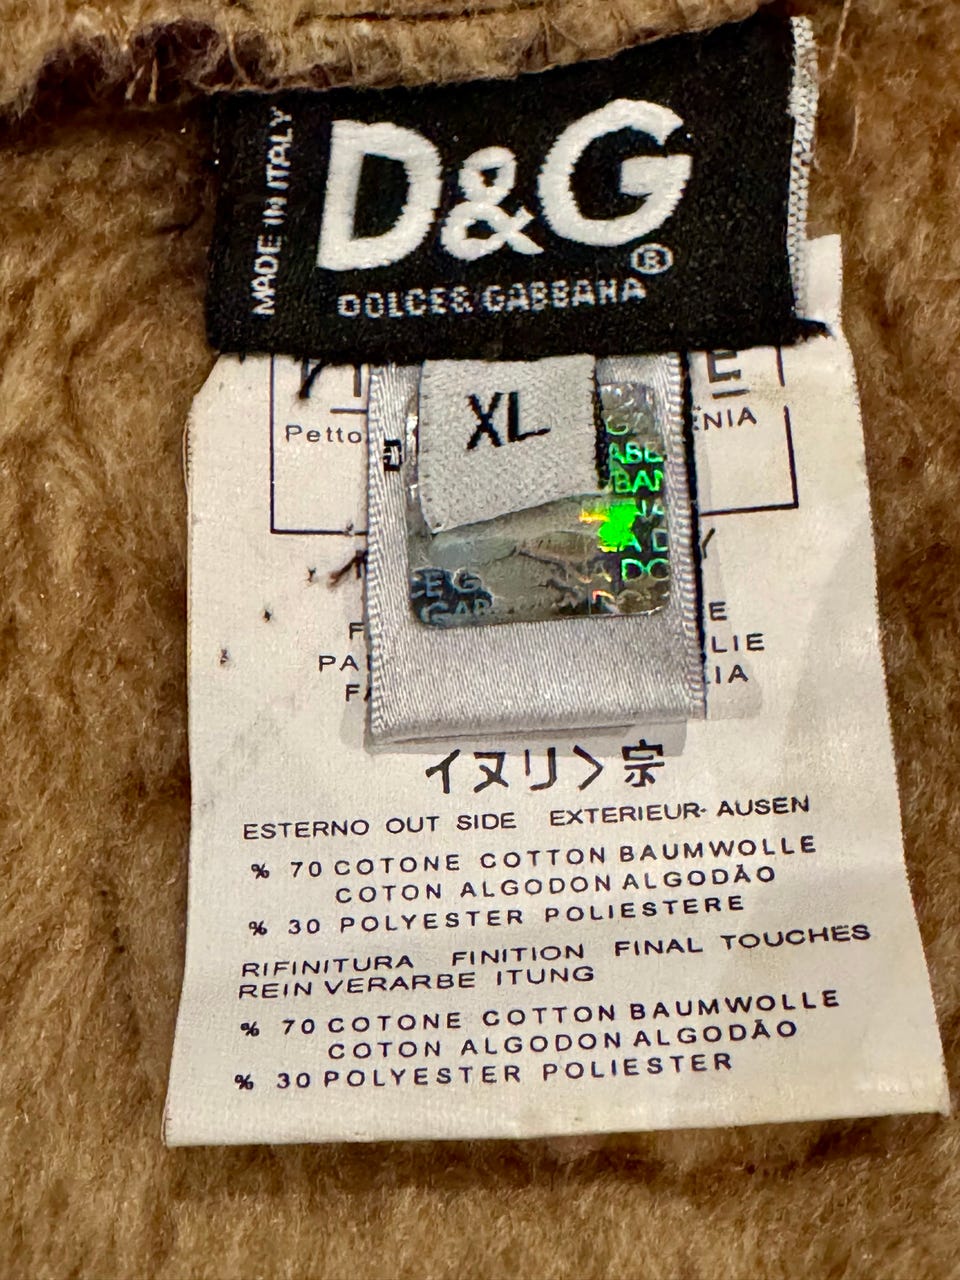 MADE IN ITALY
D&G®
DOLCE& GABBANA
XL
Petto
イヌリ>宗
ESTERNO OUT SIDE EXTERIEUR- AUSEN
% 70 COTONE COTTON BAUMWOLLE
COTON ALGODON ALGODÃO
% 30 POLYESTER POLIESTERE
RIFINITURA FINITION FINAL TOUCHES
REIN VERARBE ITUNG
% 70 COTONE COTTON BAUMWOLLE
COTON ALGODON ALGODÃO
% 30 POLYESTER POLIESTER